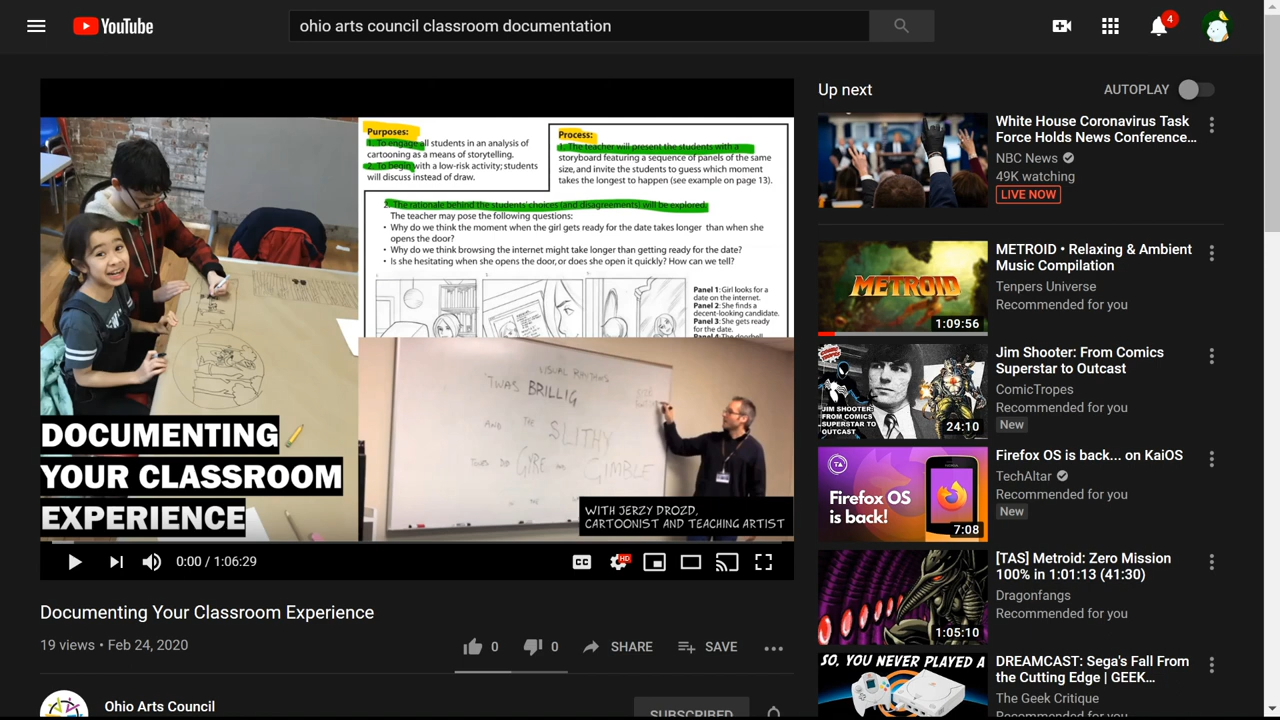 YouTube
ohio arts council classroom documentation
4
Purposes:
1. To engage all students in an analysis of
cartooning as a means of storytelling.
2. To begin with a low-risk activity; students
will discuss instead of draw.
Process:
1. The teacher will present the students with a
storyboard featuring a sequence of panels of the same
size, and invite the students to guess which moment
takes the longest to happen (see example on page 13).
2. The rationale behind the students' choices (and disagreements) will be explored.
The teacher may pose the following questions:
• Why do we think the moment when the girl gets ready for the date takes longer than when she
opens the door?
• Why do we think browsing the internet might take longer than getting ready for the date?
• Is she hesitating when she opens the door, or does she open it quickly? How can we tell?
Panel 1: Girl looks for a
date on the internet.
Panel 2: She finds a
decent-looking candidate.
Panel 3: She gets ready
for the date.
VISUAL RHYTHMS
'TWAS BRILLIG
AND THE SLITHY
GYRE AND GIMBLE
DOCUMENTING
YOUR CLASSROOM
EXPERIENCE
WITH JERZY DROZD,
CARTOONIST AND TEACHING ARTIST
0:00 / 1:06:29
CC
HD
Documenting Your Classroom Experience
19 views • Feb 24, 2020
0
0
SHARE
SAVE
Ohio Arts Council
SUBSCRIBED
Up next
AUTOPLAY
White House Coronavirus Task
Force Holds News Conference...
NBC News
49K watching
LIVE NOW
METROID
1:09:56
METROID • Relaxing & Ambient
Music Compilation
Tenpers Universe
Recommended for you
JIM SHOOTER:
FROM COMICS
SUPERSTAR TO
OUTCAST
24:10
Jim Shooter: From Comics
Superstar to Outcast
ComicTropes
Recommended for you
New
TA
Firefox OS
is back!
7:08
Firefox OS is back... on KaiOS
TechAltar
Recommended for you
New
1:05:10
[TAS] Metroid: Zero Mission
100% in 1:01:13 (41:30)
Dragonfangs
Recommended for you
SO, YOU NEVER PLAYED A
DREAMCAST: Sega's Fall From
the Cutting Edge | GEEK...
The Geek Critique
Recommended for you